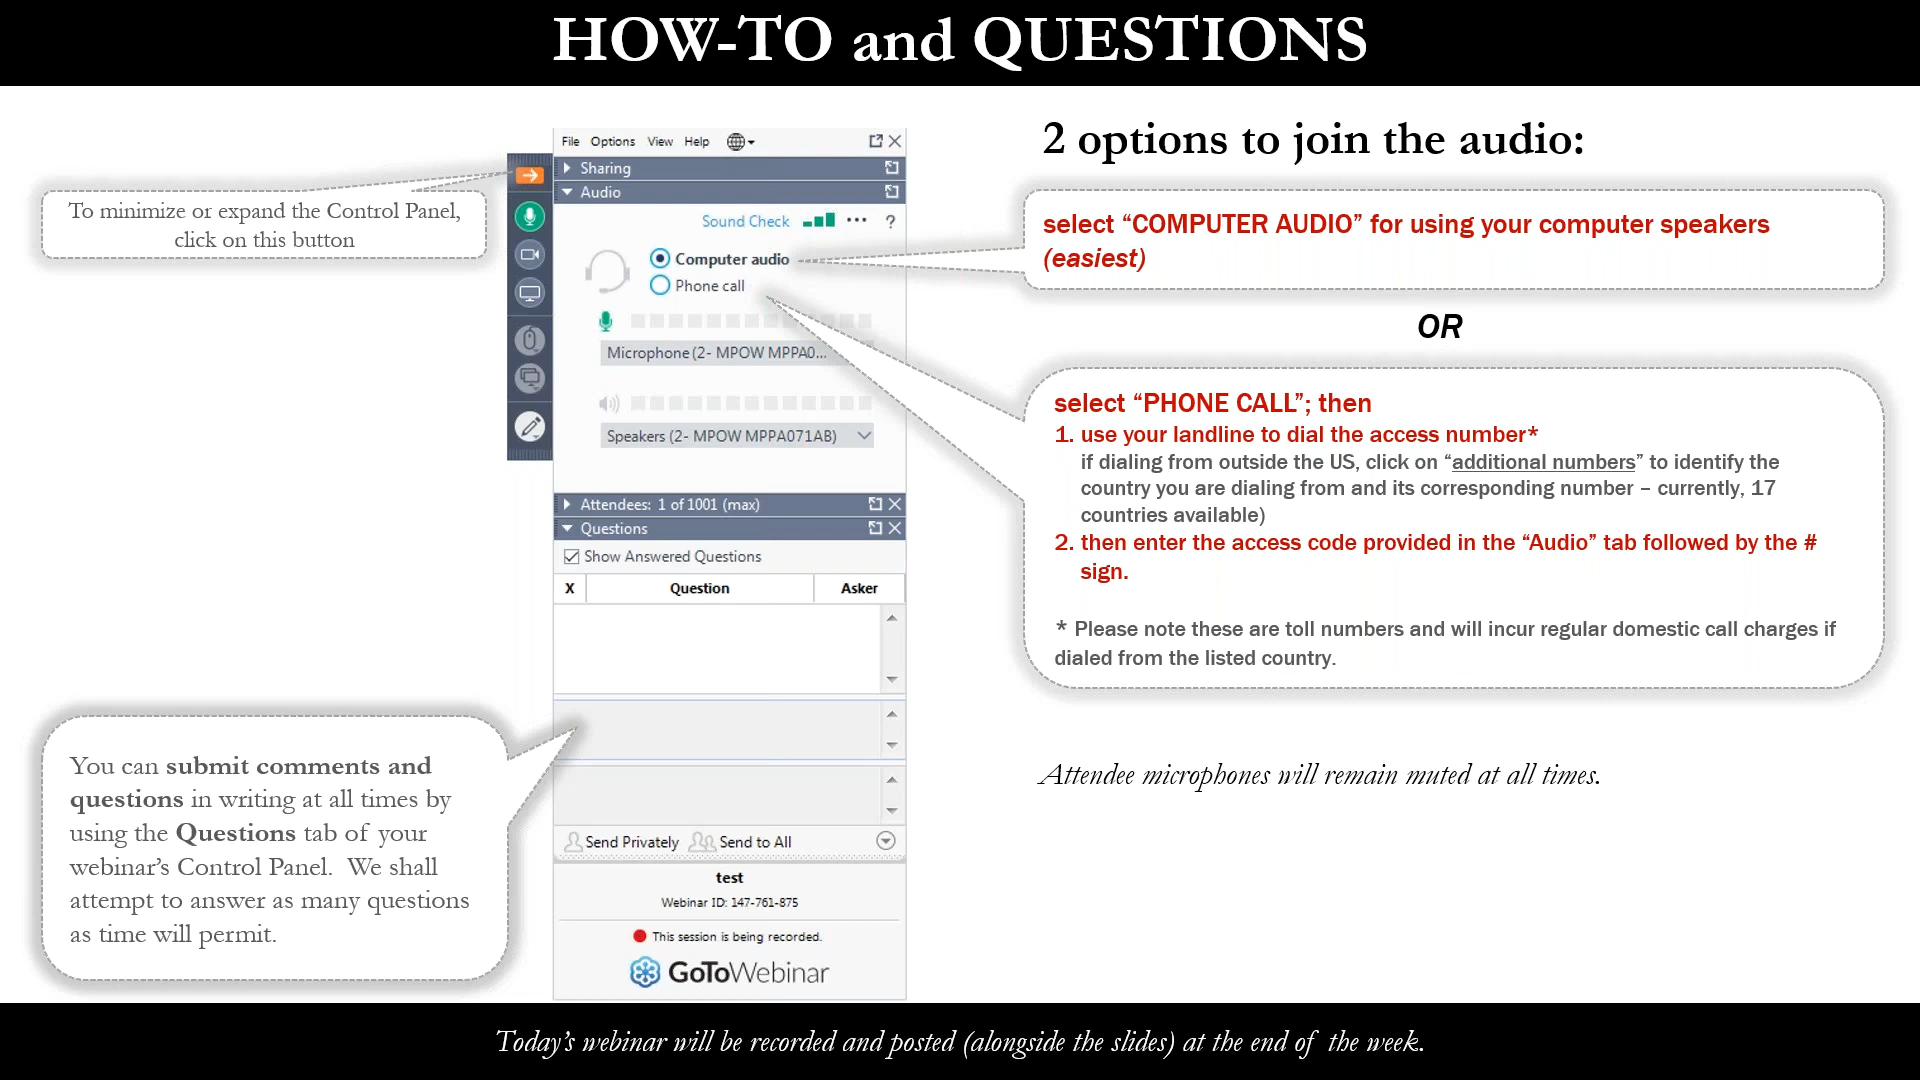 HOW-TO and QUESTIONS
To minimize or expand the Control Panel,
click on this button
File Options View Help
Sharing
Audio
Sound Check ... ?
Computer audio
Phone call
Microphone (2- MPOW MPPA0...
Speakers (2- MPOW MPPA071AB)
Attendees: 1 of 1001 (max)
Questions
Show Answered Questions
X Question Asker
Send Privately Send to All
test
Webinar ID: 147-761-875
This session is being recorded.
GoToWebinar
You can submit comments and
questions in writing at all times by
using the Questions tab of your
webinar's Control Panel. We shall
attempt to answer as many questions
as time will permit.
2 options to join the audio:
select “COMPUTER AUDIO” for using your computer speakers
(easiest)
OR
select “PHONE CALL”; then
1. use your landline to dial the access number*
if dialing from outside the US, click on “additional numbers” to identify the
country you are dialing from and its corresponding number – currently, 17
countries available)
2. then enter the access code provided in the “Audio” tab followed by the #
sign.
* Please note these are toll numbers and will incur regular domestic call charges if
dialed from the listed country.
Attendee microphones will remain muted at all times.
Today's webinar will be recorded and posted (alongside the slides) at the end of the week.